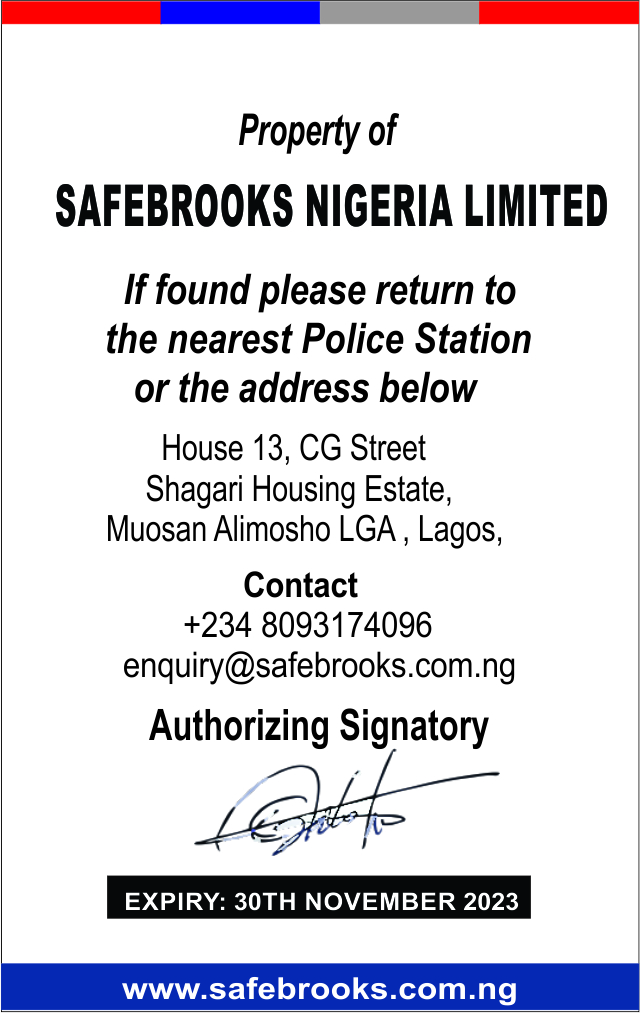 Property of
SAFEBROOKS NIGERIA LIMITED
If found please return to
the nearest Police Station
or the address below
House 13, CG Street
Shagari Housing Estate,
Muosan Alimosho LGA , Lagos,
Contact
+234 8093174096
enquiry@safebrooks.com.ng
Authorizing Signatory
EXPIRY: 30TH NOVEMBER 2023
www.safebrooks.com.ng